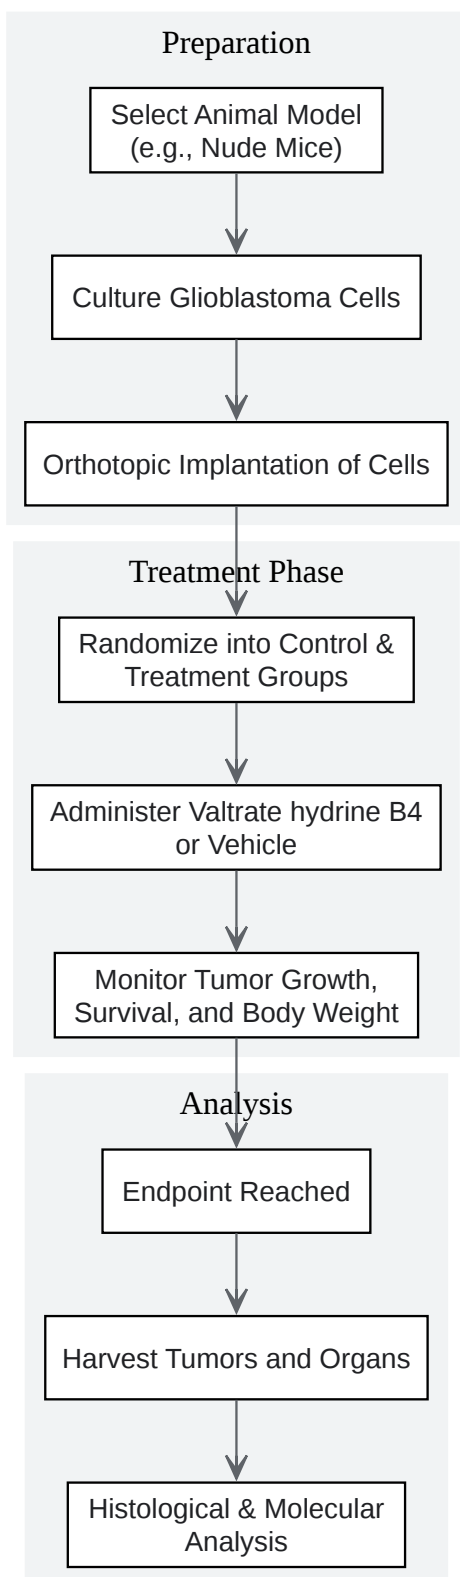 Preparation
Select Animal Model
(e.g., Nude Mice)
Culture Glioblastoma Cells
Orthotopic Implantation of Cells
Treatment Phase
Randomize into Control &
Treatment Groups
Administer Valtrate hydrine B4
or Vehicle
Monitor Tumor Growth,
Survival, and Body Weight
Analysis
Endpoint Reached
Harvest Tumors and Organs
Histological & Molecular
Analysis